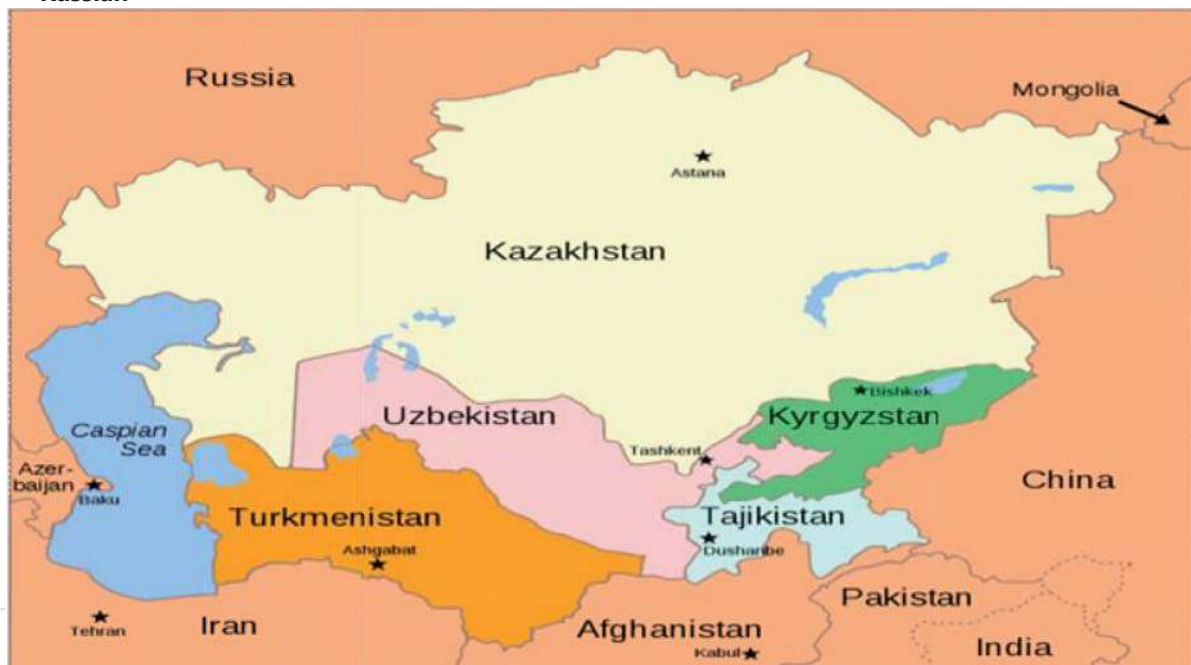 Russia
Mongolia
Astana
Kazakhstan
Bishkek
Uzbekistan
Kyrgyzstan
Caspian
Sea
Tashkent
Azer-
baijan
Baku
China
Turkmenistan
Tajikistan
Ashgabat
Dushanbe
Pakistan
Tehran
Iran
Afghanistan
Kabul
India